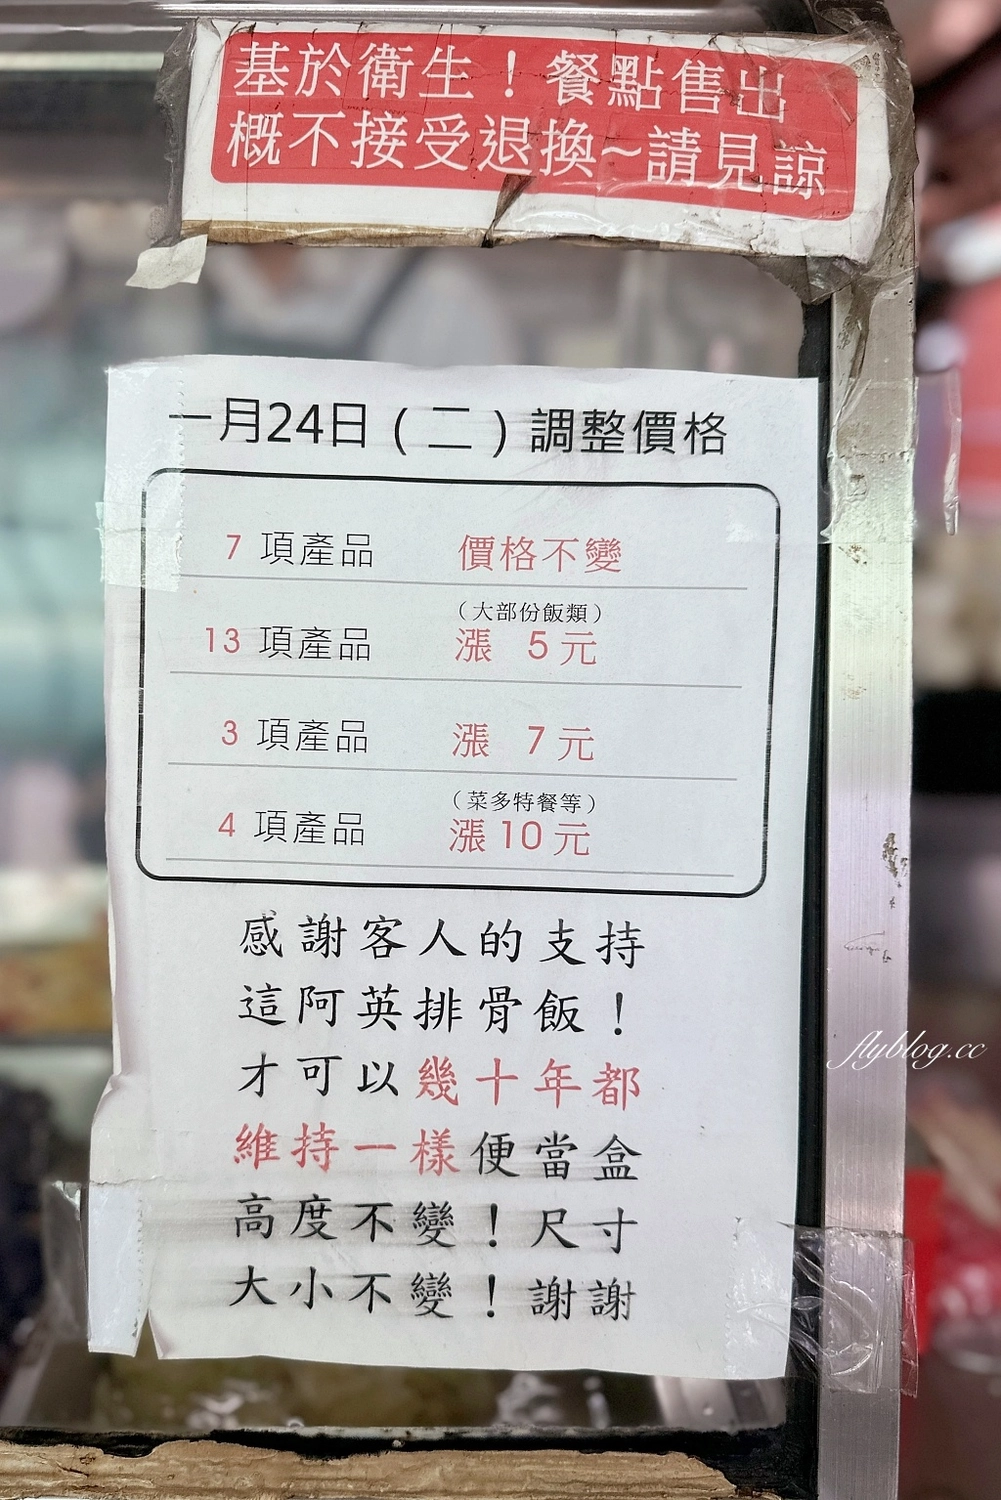 基於衛生！餐點售出
概不接受退換~請見諒
一月24日（二）調整價格
7 項產品 價格不變
（大部份飯類）
13 項產品 漲 5 元
3 項產品 漲 7 元
（菜多特餐等）
4 項產品 漲 10 元
感謝客人的支持
這阿英排骨飯！
才可以幾十年都
維持一樣便當盒
高度不變！尺寸
大小不變！謝謝
flyblog.cc